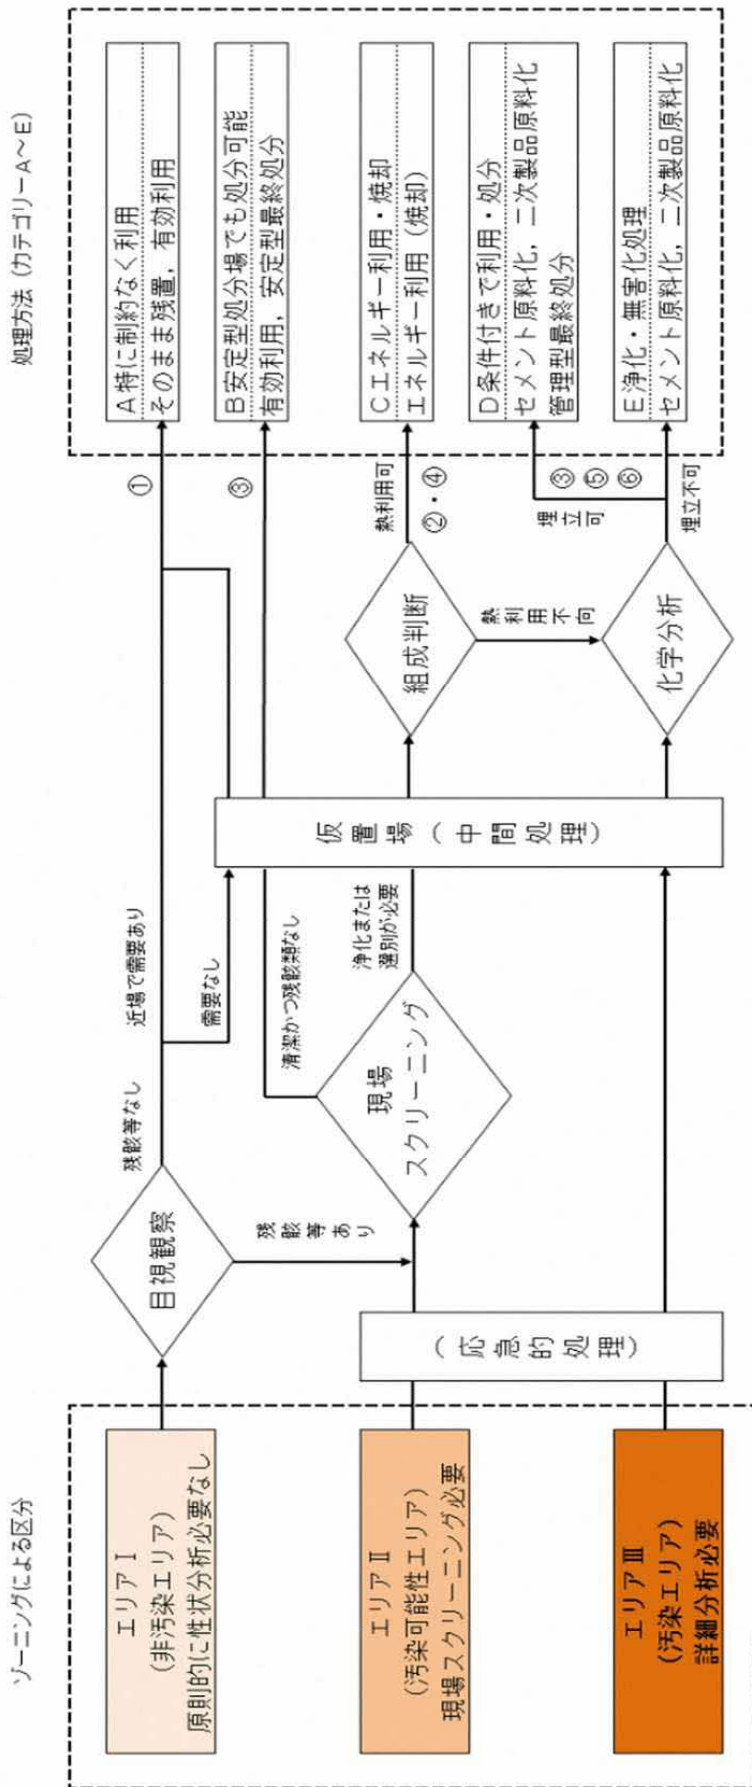 ゾーニングによる区分
処理方法 (カテゴリーA～E)
エリアⅠ
(非汚染エリア)
原則的に性状分析必要なし
エリアⅡ
(汚染可能性エリア)
現場スクリーニング必要
エリアⅢ
(汚染エリア)
詳細分析必要
目視観察
残骸等なし
残骸等あり
近場で需要あり
需要なし
(応急的処理)
現場
スクリーニング
清潔かつ残骸類なし
浄化または
選別が必要
仮置場(中間処理)
組成判断
熱利用可
②・④
熱利用不向
化学分析
埋立可
③
⑤
⑥
埋立不可
①
③
A特に制約なく利用
そのまま残置，有効利用
B安定型処分場でも処分可能
有効利用，安定型最終処分
Cエネルギー利用・焼却
エネルギー利用（焼却）
D条件付きで利用・処分
セメント原料化，二次製品原料化
管理型最終処分
E浄化・無害化処理
セメント原料化，二次製品原料化